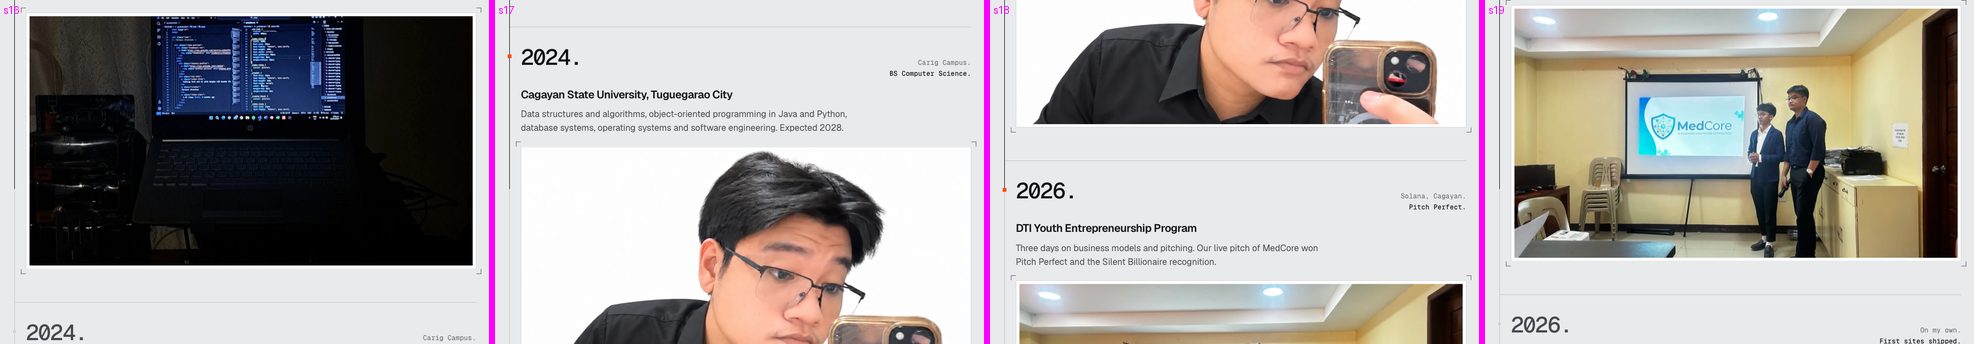 s16
2024.
Carig Campus.
s17
2024.
Carig Campus.
BS Computer Science.
Cagayan State University, Tuguegarao City
Data structures and algorithms, object-oriented programming in Java and Python,
database systems, operating systems and software engineering. Expected 2028.
s18
2026.
Solana, Cagayan.
Pitch Perfect.
DTI Youth Entrepreneurship Program
Three days on business models and pitching. Our live pitch of MedCore won
Pitch Perfect and the Silent Billionaire recognition.
s19
MedCore
2026.
On my own.
First sites shipped.